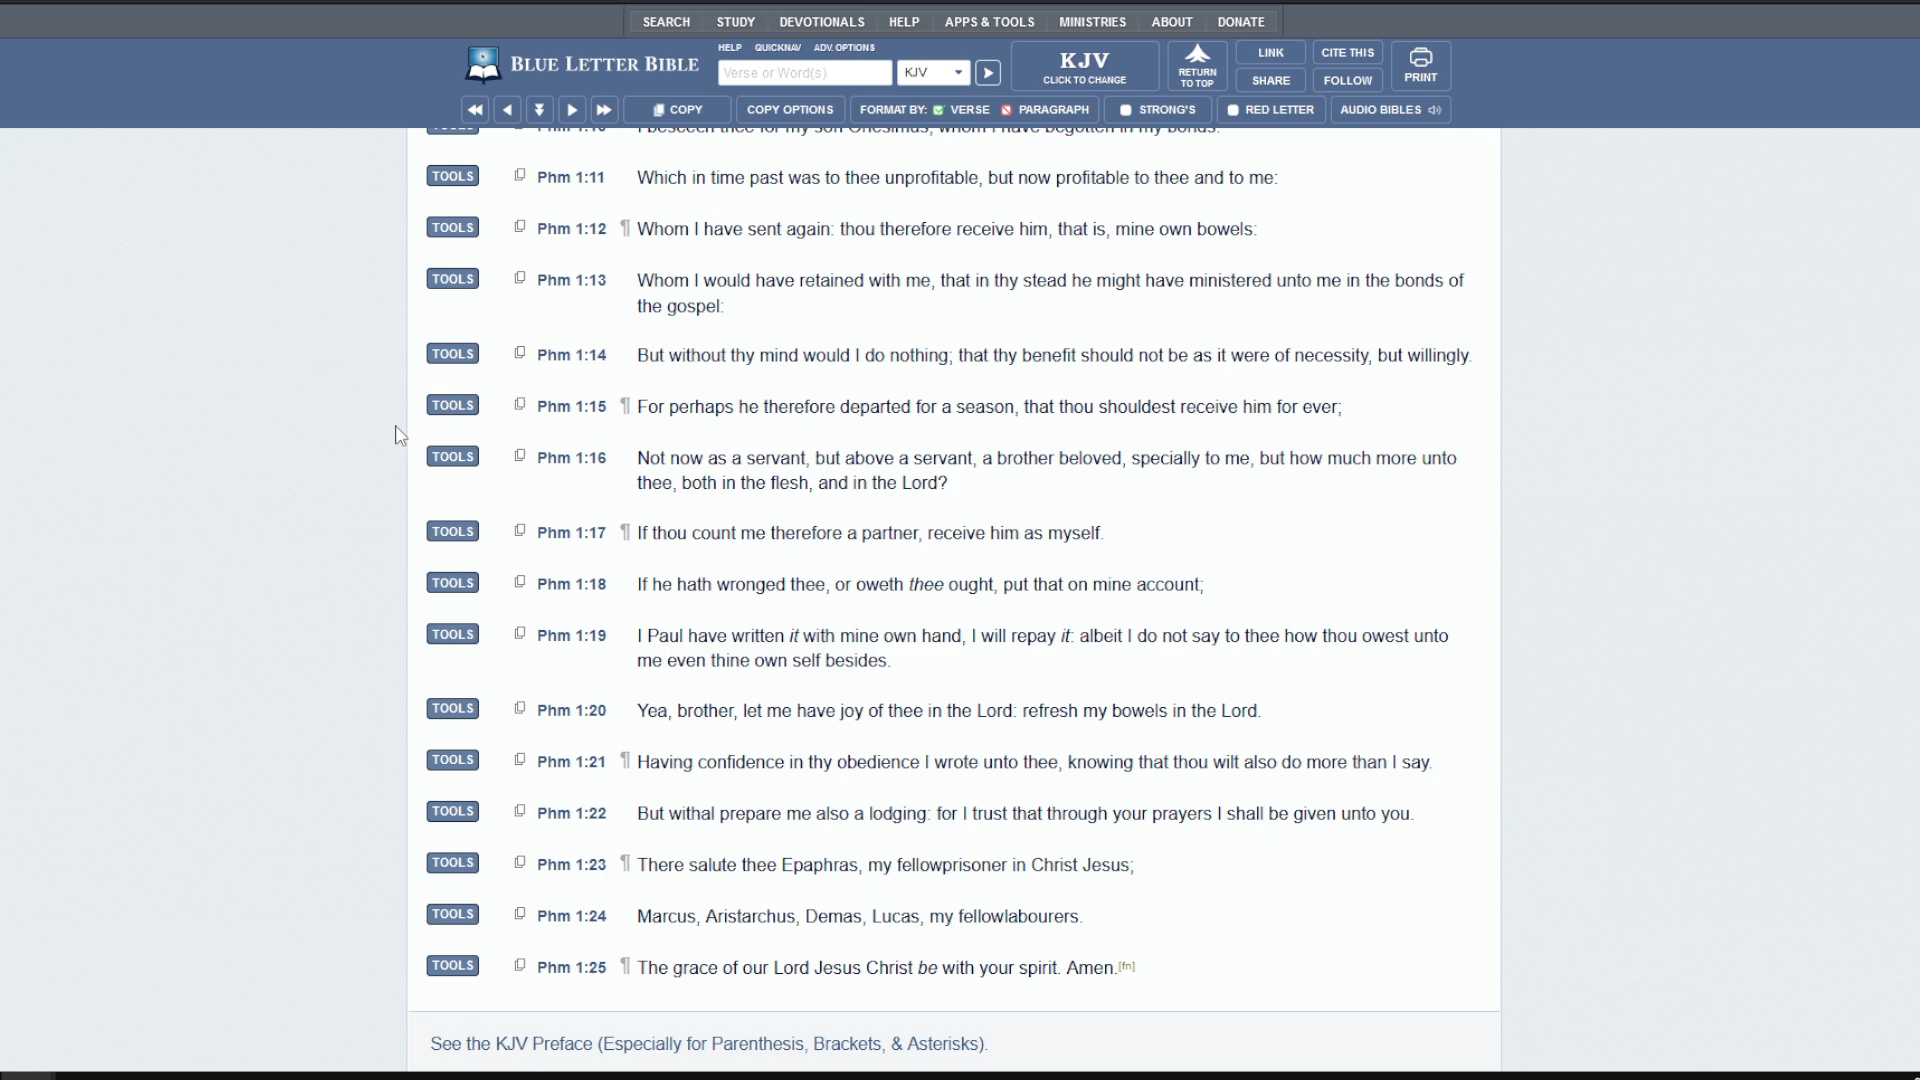 SEARCH STUDY DEVOTIONALS HELP APPS & TOOLS MINISTRIES ABOUT DONATE
BLUE LETTER BIBLE
HELP QUICKNAV ADV. OPTIONS
Verse or Word(s) KJV
KJV
CLICK TO CHANGE
RETURN
TO TOP
LINK CITE THIS
SHARE FOLLOW
PRINT
COPY COPY OPTIONS FORMAT BY: VERSE PARAGRAPH STRONG'S RED LETTER AUDIO BIBLES
TOOLS Phm 1:10 I beseech thee for my son Onesimus, whom I have begotten in my bonds:
TOOLS Phm 1:11 Which in time past was to thee unprofitable, but now profitable to thee and to me:
TOOLS Phm 1:12 ¶ Whom I have sent again: thou therefore receive him, that is, mine own bowels:
TOOLS Phm 1:13 Whom I would have retained with me, that in thy stead he might have ministered unto me in the bonds of
the gospel:
TOOLS Phm 1:14 But without thy mind would I do nothing; that thy benefit should not be as it were of necessity, but willingly.
TOOLS Phm 1:15 ¶ For perhaps he therefore departed for a season, that thou shouldest receive him for ever;
TOOLS Phm 1:16 Not now as a servant, but above a servant, a brother beloved, specially to me, but how much more unto
thee, both in the flesh, and in the Lord?
TOOLS Phm 1:17 ¶ If thou count me therefore a partner, receive him as myself.
TOOLS Phm 1:18 If he hath wronged thee, or oweth thee ought, put that on mine account;
TOOLS Phm 1:19 I Paul have written it with mine own hand, I will repay it: albeit I do not say to thee how thou owest unto
me even thine own self besides.
TOOLS Phm 1:20 Yea, brother, let me have joy of thee in the Lord: refresh my bowels in the Lord.
TOOLS Phm 1:21 ¶ Having confidence in thy obedience I wrote unto thee, knowing that thou wilt also do more than I say.
TOOLS Phm 1:22 But withal prepare me also a lodging: for I trust that through your prayers I shall be given unto you.
TOOLS Phm 1:23 ¶ There salute thee Epaphras, my fellowprisoner in Christ Jesus;
TOOLS Phm 1:24 Marcus, Aristarchus, Demas, Lucas, my fellowlabourers.
TOOLS Phm 1:25 ¶ The grace of our Lord Jesus Christ be with your spirit. Amen.[fn]
See the KJV Preface (Especially for Parenthesis, Brackets, & Asterisks).